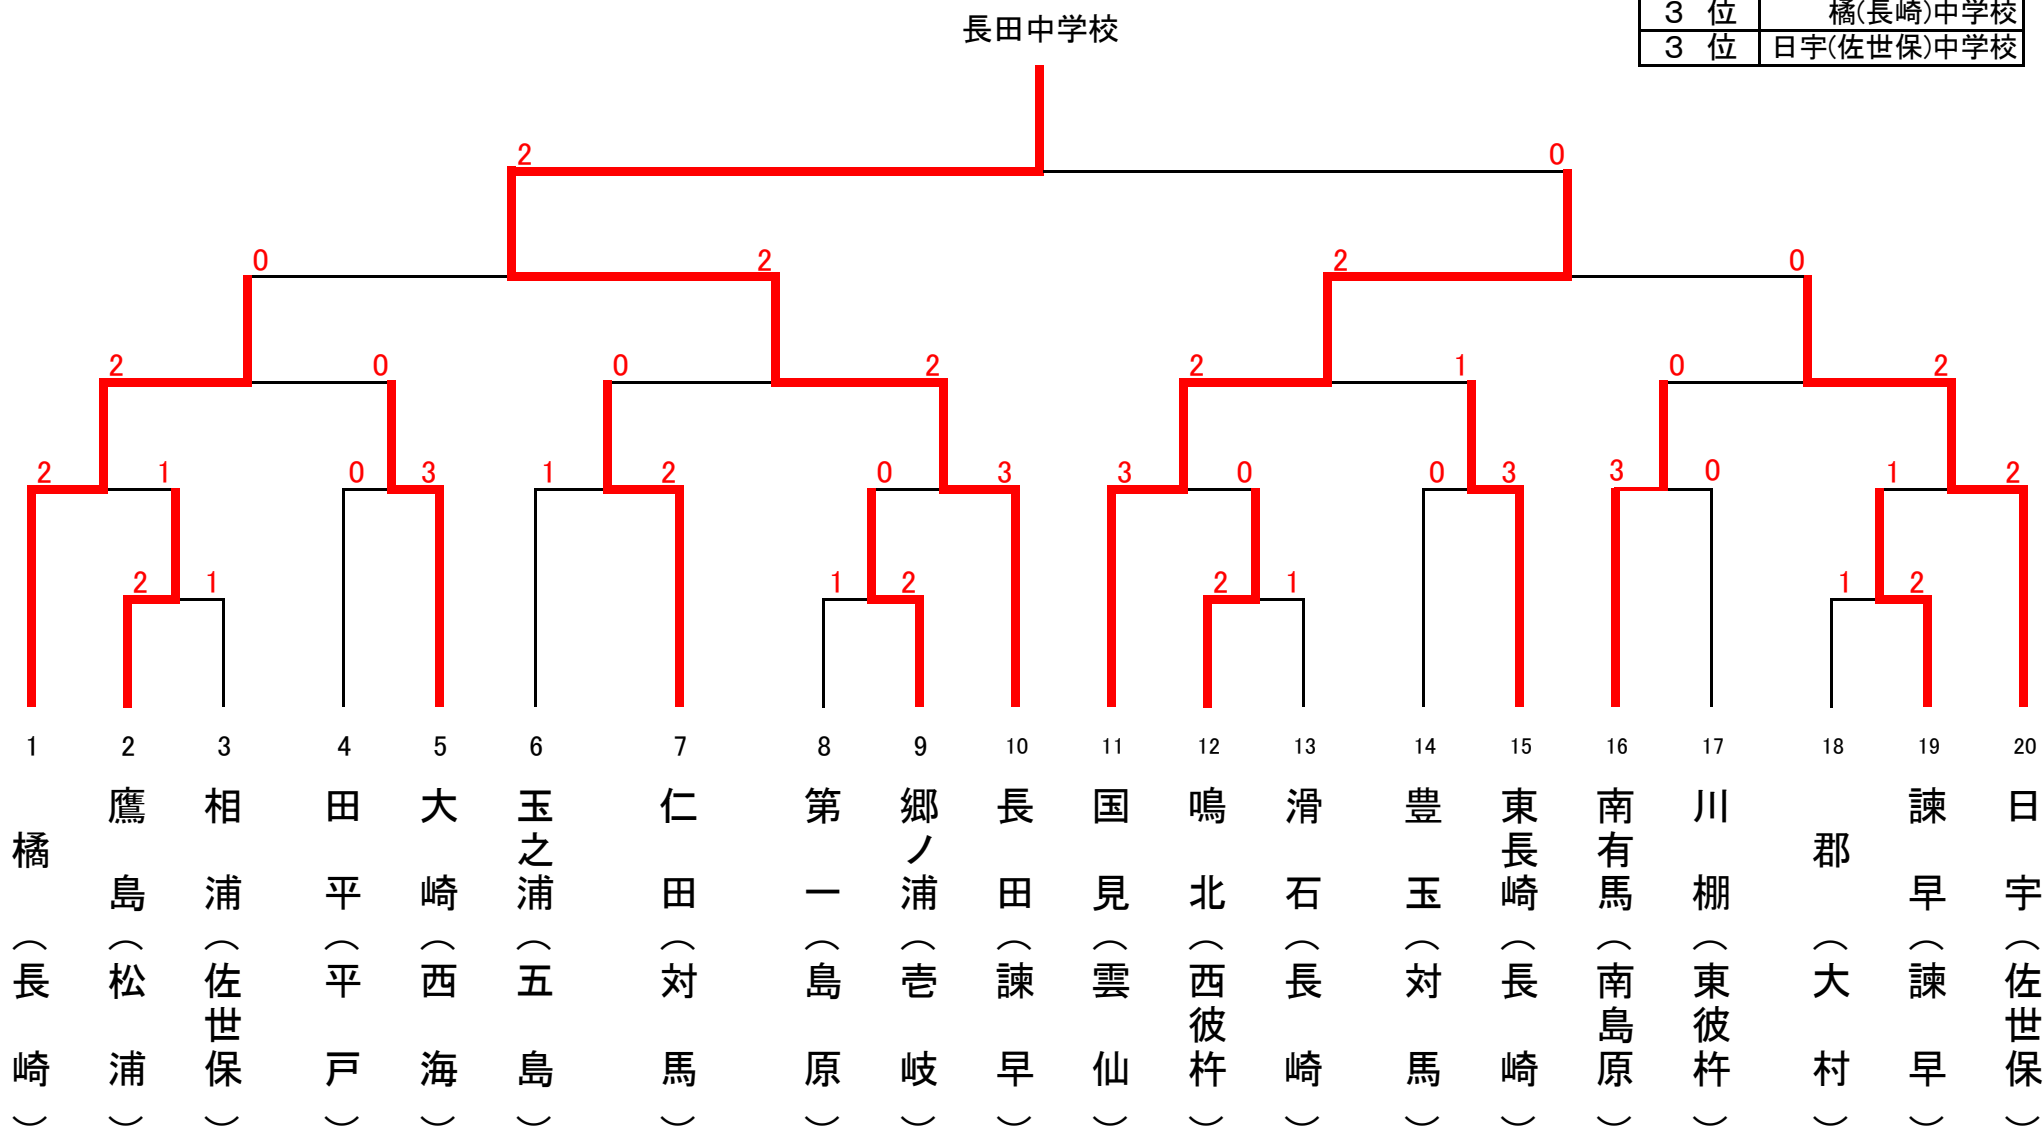 長田中学校
3 位 橘(長崎)中学校
3 位 日宇(佐世保)中学校
2 0
0 2 2 0
2 0 0 2 2 1 0 2
2 1 0 3 1 2 0 3 3 0 0 3 3 0 1 2
2 1 1 2 2 1 1 2
1 2 3 4 5 6 7 8 9 10 11 12 13 14 15 16 17 18 19 20
橘(長崎)
鷹島(松浦)
相浦(佐世保)
田平(平戸)
大崎(西海)
玉之浦(五島)
仁田(対馬)
第一(島原)
郷ノ浦(壱岐)
長田(諫早)
国見(雲仙)
鳴北(西彼杵)
滑石(長崎)
豊玉(対馬)
東長崎(長崎)
南有馬(南島原)
川棚(東彼杵)
郡(大村)
諫早(諫早)
日宇(佐世保)